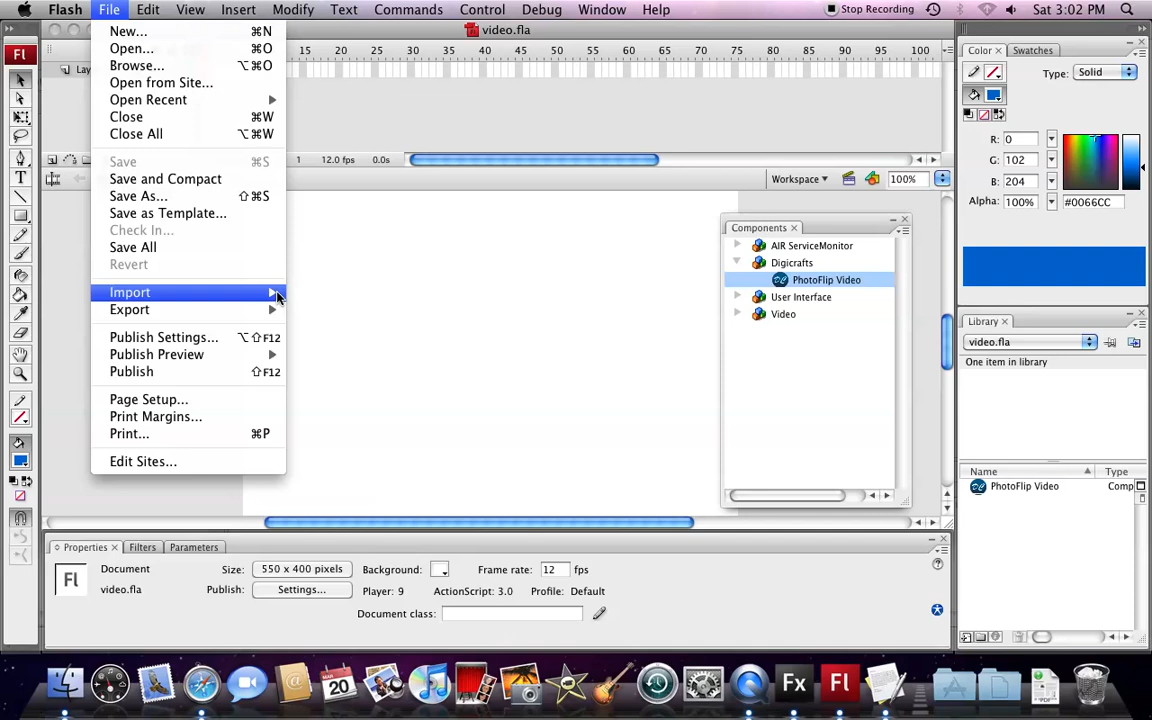 Flash File Edit View Insert Modify Text Commands Control Debug Window Help Stop Recording Sat 3:02 PM
New... ⌘N
Open... ⌘O
Browse... ⌥⌘O
Open from Site...
Open Recent
Close ⌘W
Close All ⌥⌘W
Save ⌘S
Save and Compact
Save As... ⇧⌘S
Save as Template...
Check In...
Save All
Revert
Import
Export
Publish Settings... ⌥⇧F12
Publish Preview
Publish ⇧F12
Page Setup...
Print Margins...
Print... ⌘P
Edit Sites...
Fl
video.fla
15 20 25 30 35 40 45 50 55 60 65 70 75 80 85 90 95 100
Lay
1 12.0 fps 0.0s
Workspace 100%
Components
AIR ServiceMonitor
Digicrafts
PhotoFlip Video
User Interface
Video
Color Swatches
Type: Solid
R: 0
G: 102
B: 204
Alpha: 100% #0066CC
Library
video.fla
One item in library
Name Type
PhotoFlip Video Comp
Properties Filters Parameters
Fl
Document
video.fla
Size: 550 x 400 pixels
Background:
Frame rate: 12 fps
Publish: Settings...
Player: 9 ActionScript: 3.0 Profile: Default
Document class:
MAR
20
Fx
Fl